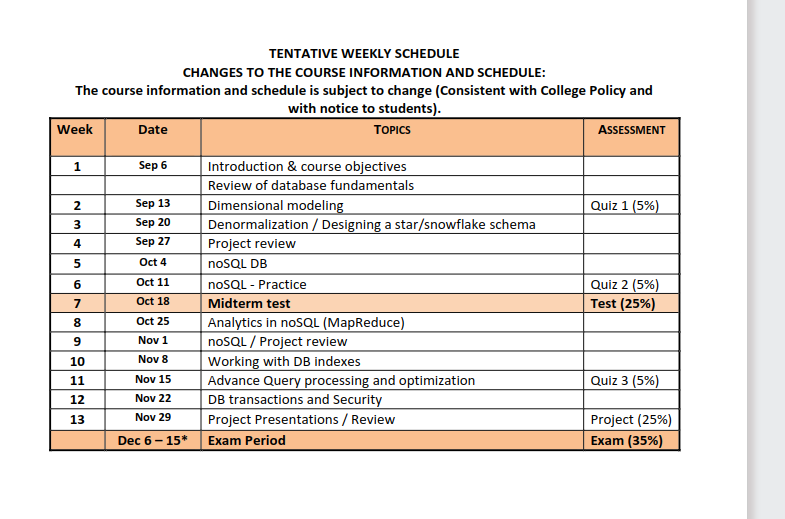 TENTATIVE WEEKLY SCHEDULE
CHANGES TO THE COURSE INFORMATION AND SCHEDULE:
The course information and schedule is subject to change (Consistent with College Policy and
with notice to students).
Week Date TOPICS ASSESSMENT
1 Sep 6 Introduction & course objectives
Review of database fundamentals
2 Sep 13 Dimensional modeling Quiz 1 (5%)
3 Sep 20 Denormalization / Designing a star/snowflake schema
4 Sep 27 Project review
5 Oct 4 noSQL DB
6 Oct 11 noSQL - Practice Quiz 2 (5%)
7 Oct 18 Midterm test Test (25%)
8 Oct 25 Analytics in noSQL (MapReduce)
9 Nov 1 noSQL / Project review
10 Nov 8 Working with DB indexes
11 Nov 15 Advance Query processing and optimization Quiz 3 (5%)
12 Nov 22 DB transactions and Security
13 Nov 29 Project Presentations / Review Project (25%)
Dec 6 – 15* Exam Period Exam (35%)